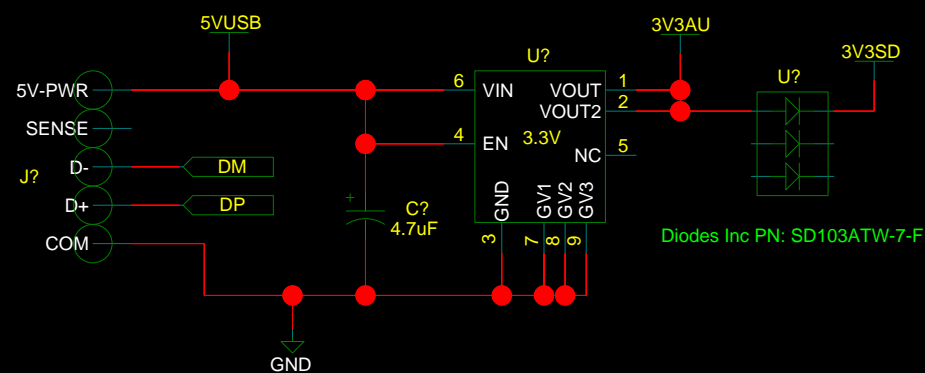 5VUSB
3V3AU
3V3SD
U?
U?
5V-PWR
6
VIN
VOUT
1
VOUT2
2
SENSE
4
EN
3.3V
NC
5
D-
DM
J?
D+
DP
C?
4.7uF
GND
GV1
GV2
GV3
3
7
8
9
COM
+
Diodes Inc PN: SD103ATW-7-F
GND